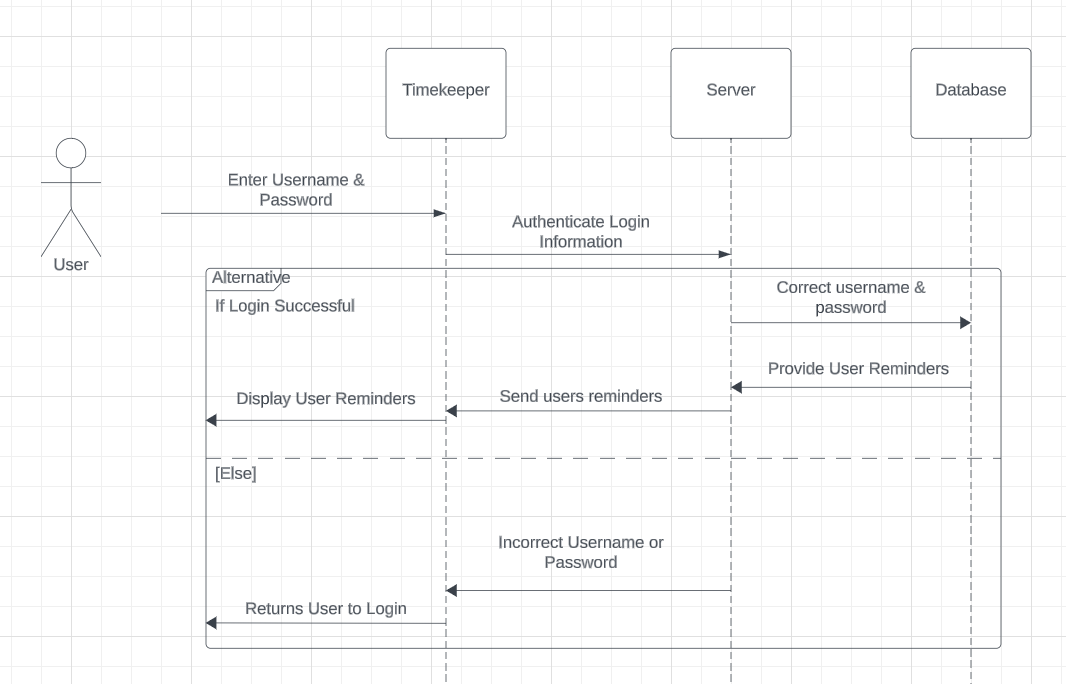 Timekeeper
Server
Database
User
Enter Username &
Password
Authenticate Login
Information
Alternative
If Login Successful
Correct username &
password
Provide User Reminders
Send users reminders
Display User Reminders
[Else]
Incorrect Username or
Password
Returns User to Login